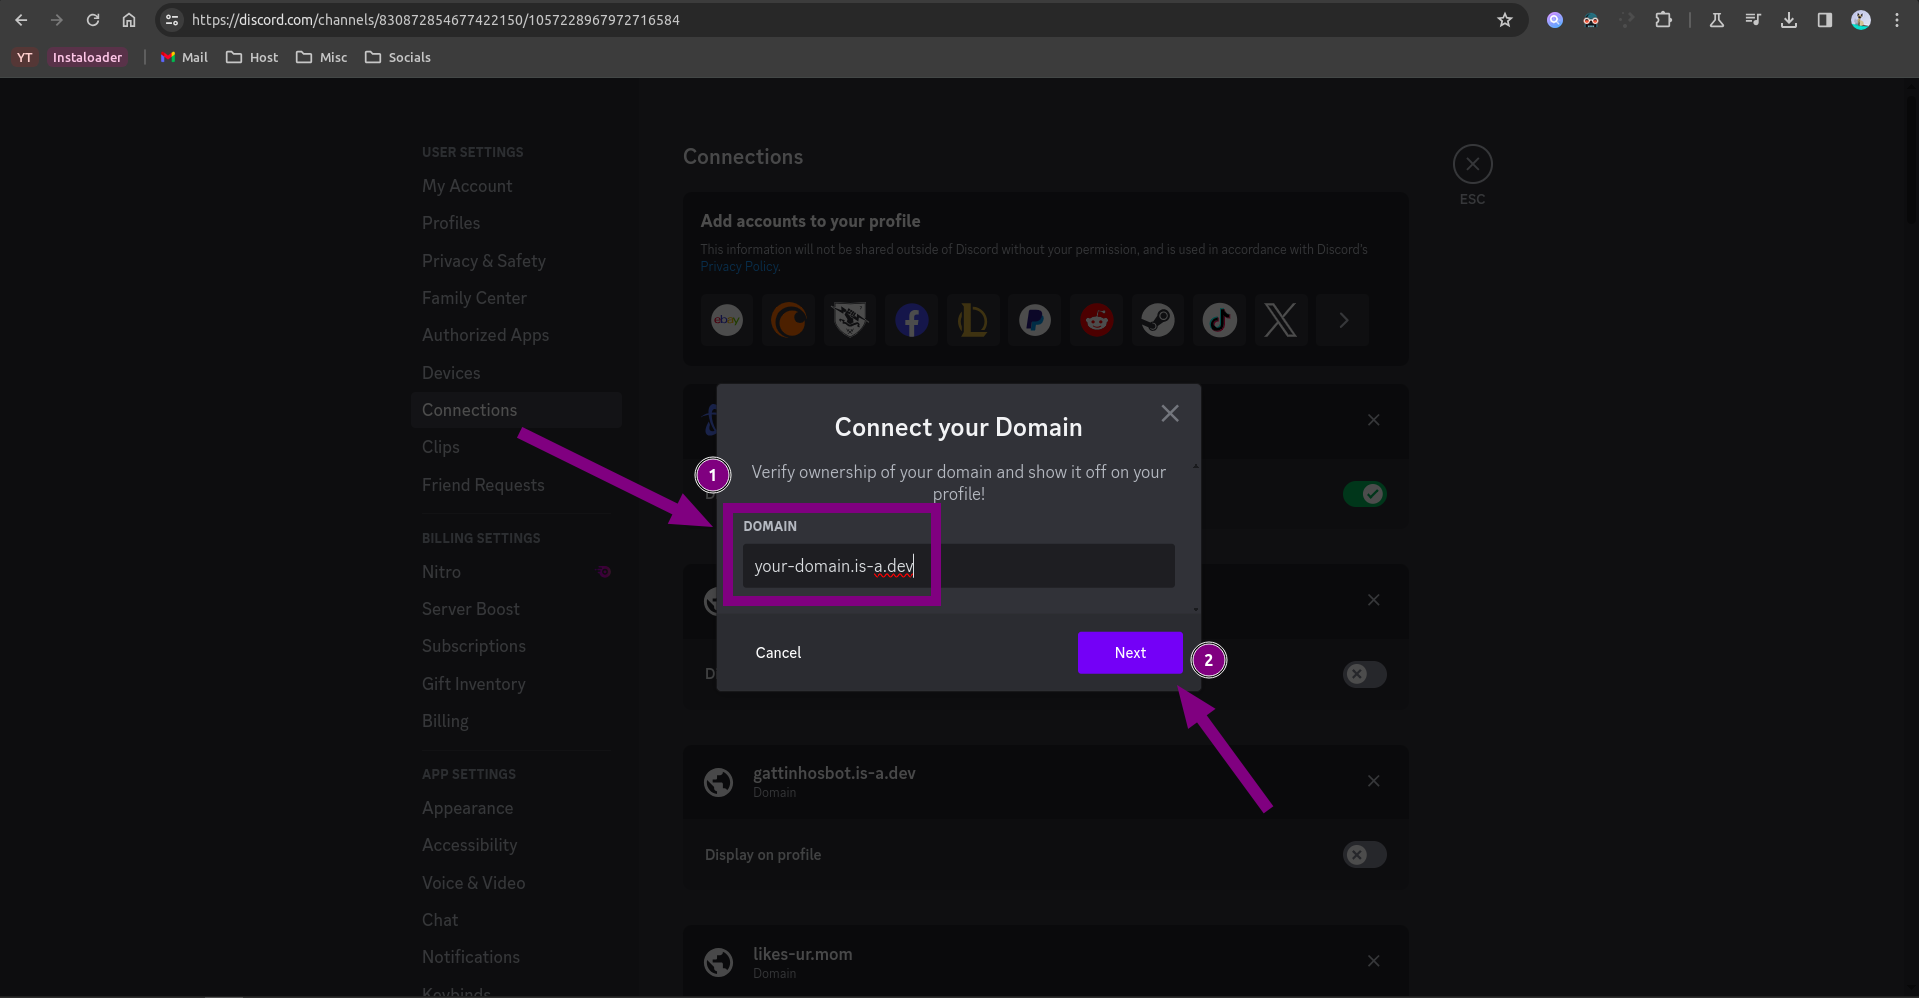 https://discord.com/channels/830872854677422150/1057228967972716584
YT
Instaloader
Mail
Host
Misc
Socials
USER SETTINGS
My Account
Profiles
Privacy & Safety
Family Center
Authorized Apps
Devices
Connections
Clips
Friend Requests
BILLING SETTINGS
Nitro
Server Boost
Subscriptions
Gift Inventory
Billing
APP SETTINGS
Appearance
Accessibility
Voice & Video
Chat
Notifications
Keybinds
Connections
ESC
Add accounts to your profile
This information will not be shared outside of Discord without your permission, and is used in accordance with Discord's
Privacy Policy.
ebay
Connect your Domain
1
Verify ownership of your domain and show it off on your
profile!
DOMAIN
your-domain.is-a.dev
Cancel
Next
2
D
D
gattinhosbot.is-a.dev
Domain
Display on profile
likes-ur.mom
Domain